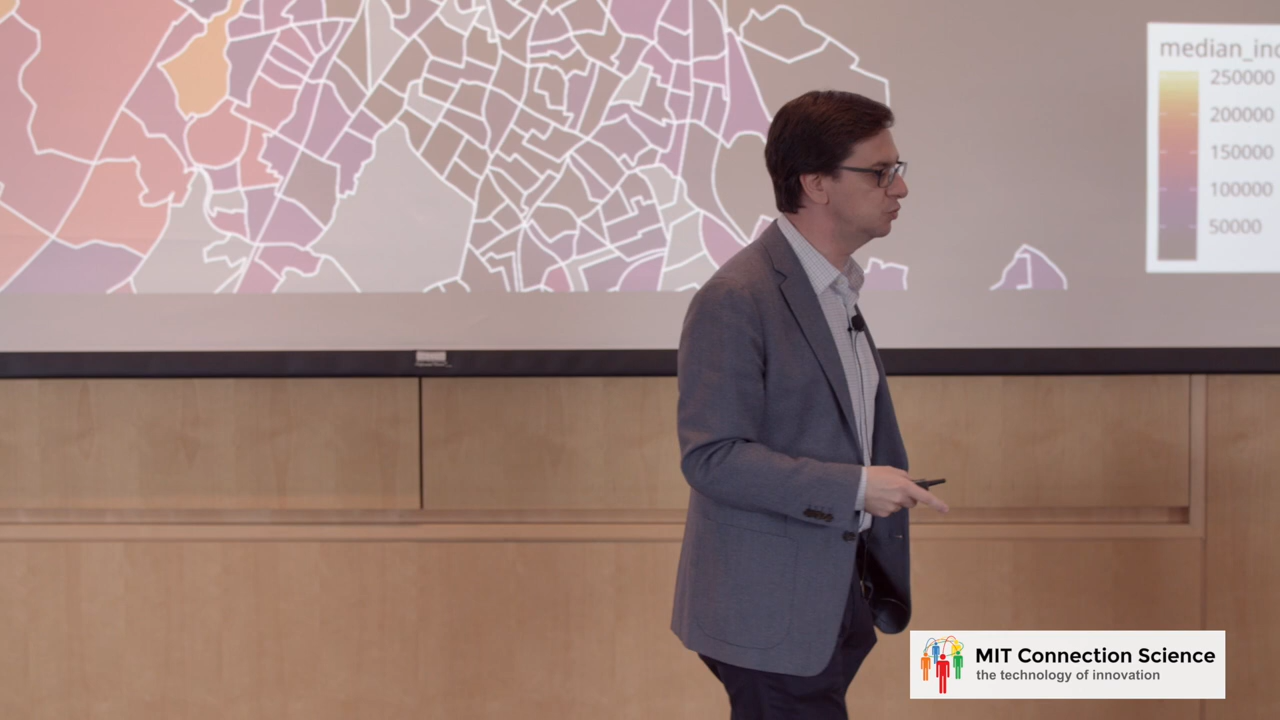 median_inc
250000
200000
150000
100000
50000
MIT Connection Science
the technology of innovation